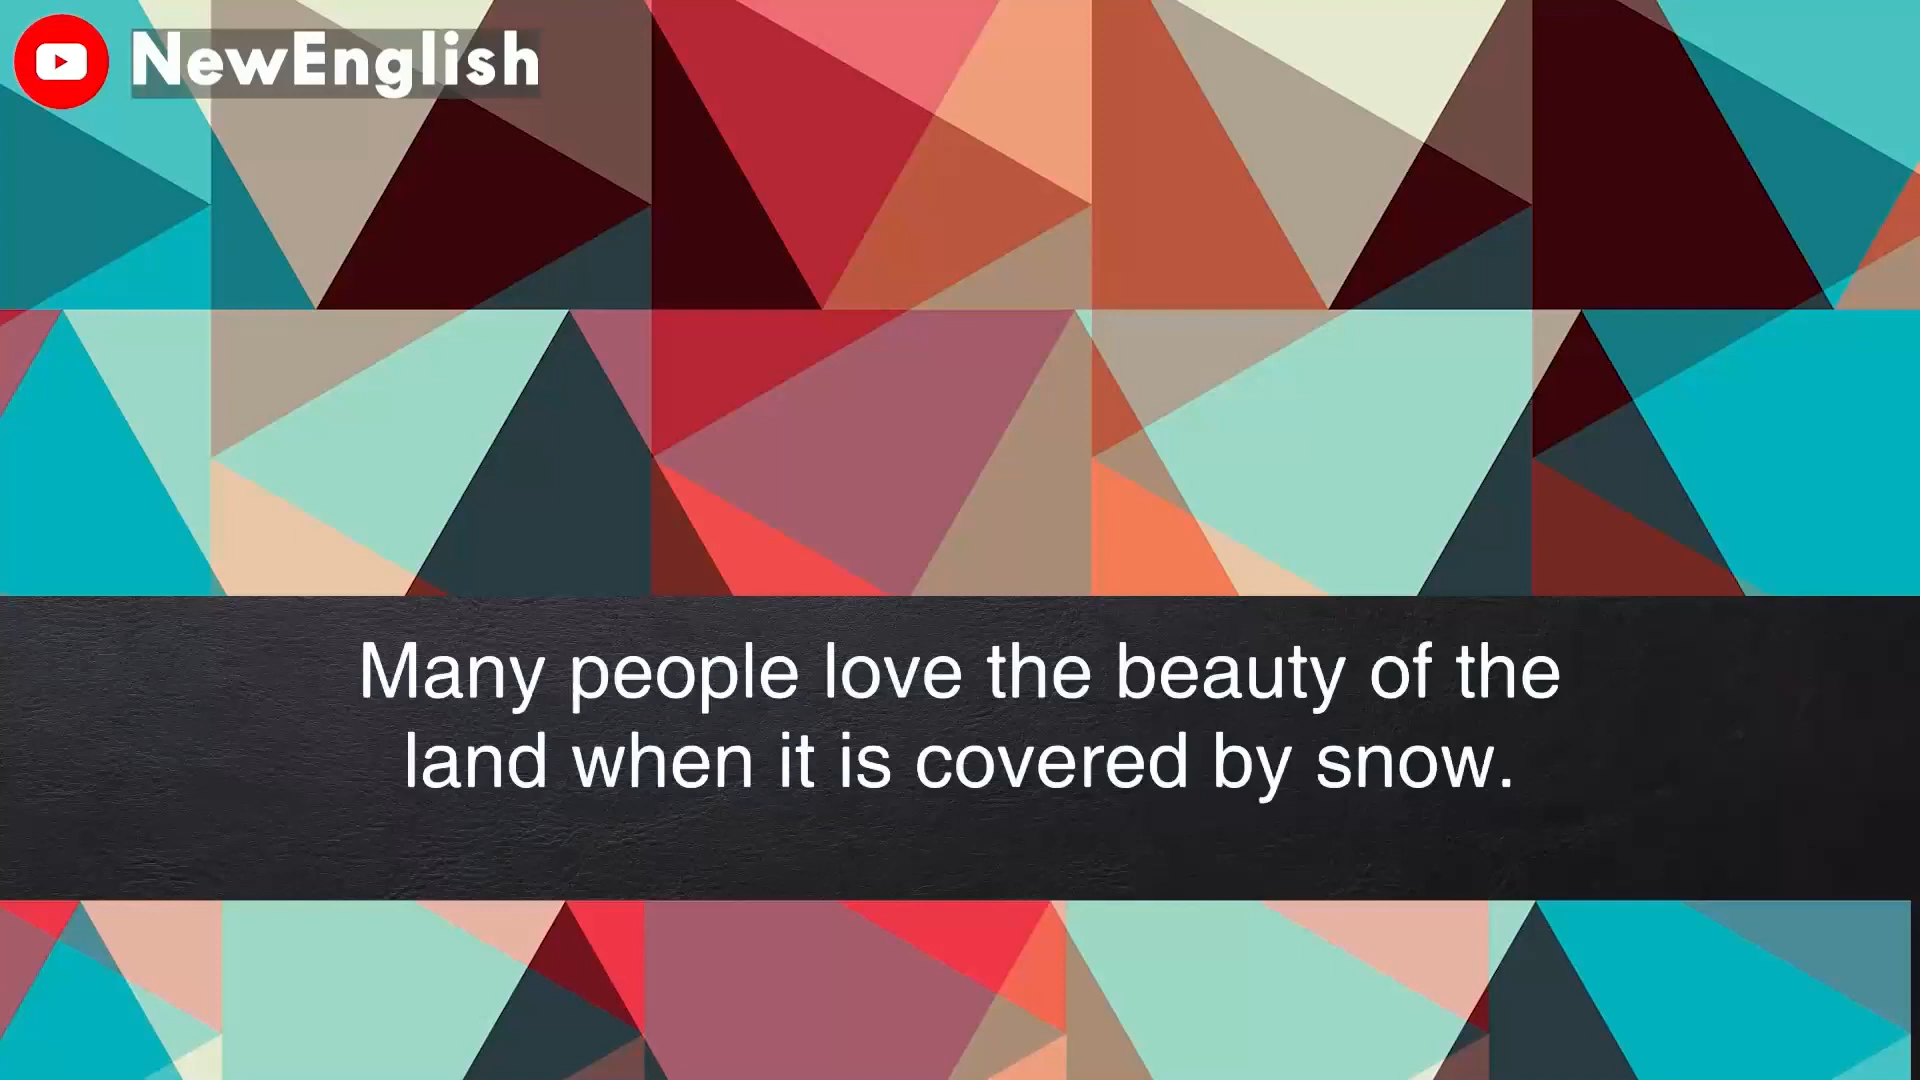 NewEnglish
Many people love the beauty of the
land when it is covered by snow.